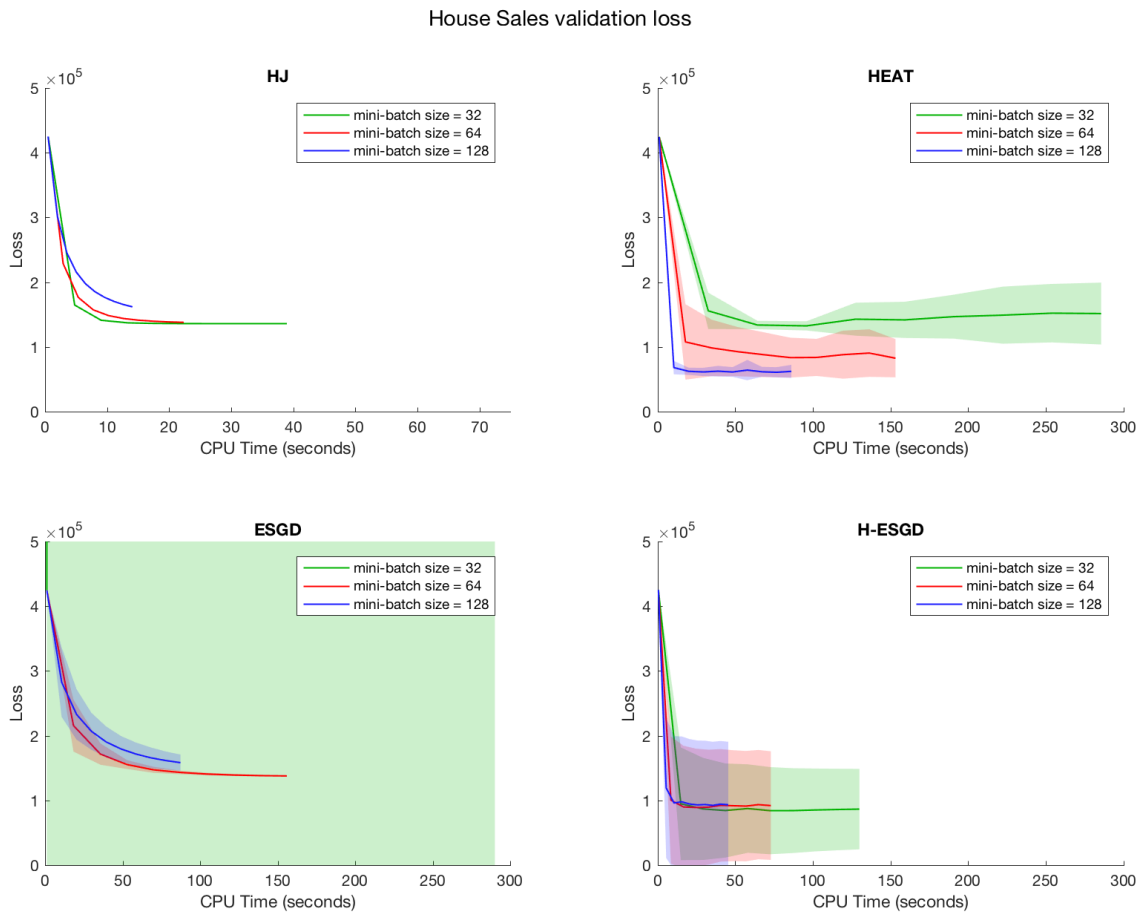 House Sales validation loss
HJ
×10^5
mini-batch size = 32
mini-batch size = 64
mini-batch size = 128
5
4
3
2
1
0
Loss
0 10 20 30 40 50 60 70
CPU Time (seconds)
HEAT
×10^5
mini-batch size = 32
mini-batch size = 64
mini-batch size = 128
5
4
3
2
1
0
Loss
0 50 100 150 200 250 300
CPU Time (seconds)
ESGD
×10^5
mini-batch size = 32
mini-batch size = 64
mini-batch size = 128
5
4
3
2
1
0
Loss
0 50 100 150 200 250 300
CPU Time (seconds)
H-ESGD
×10^5
mini-batch size = 32
mini-batch size = 64
mini-batch size = 128
5
4
3
2
1
0
Loss
0 50 100 150 200 250 300
CPU Time (seconds)